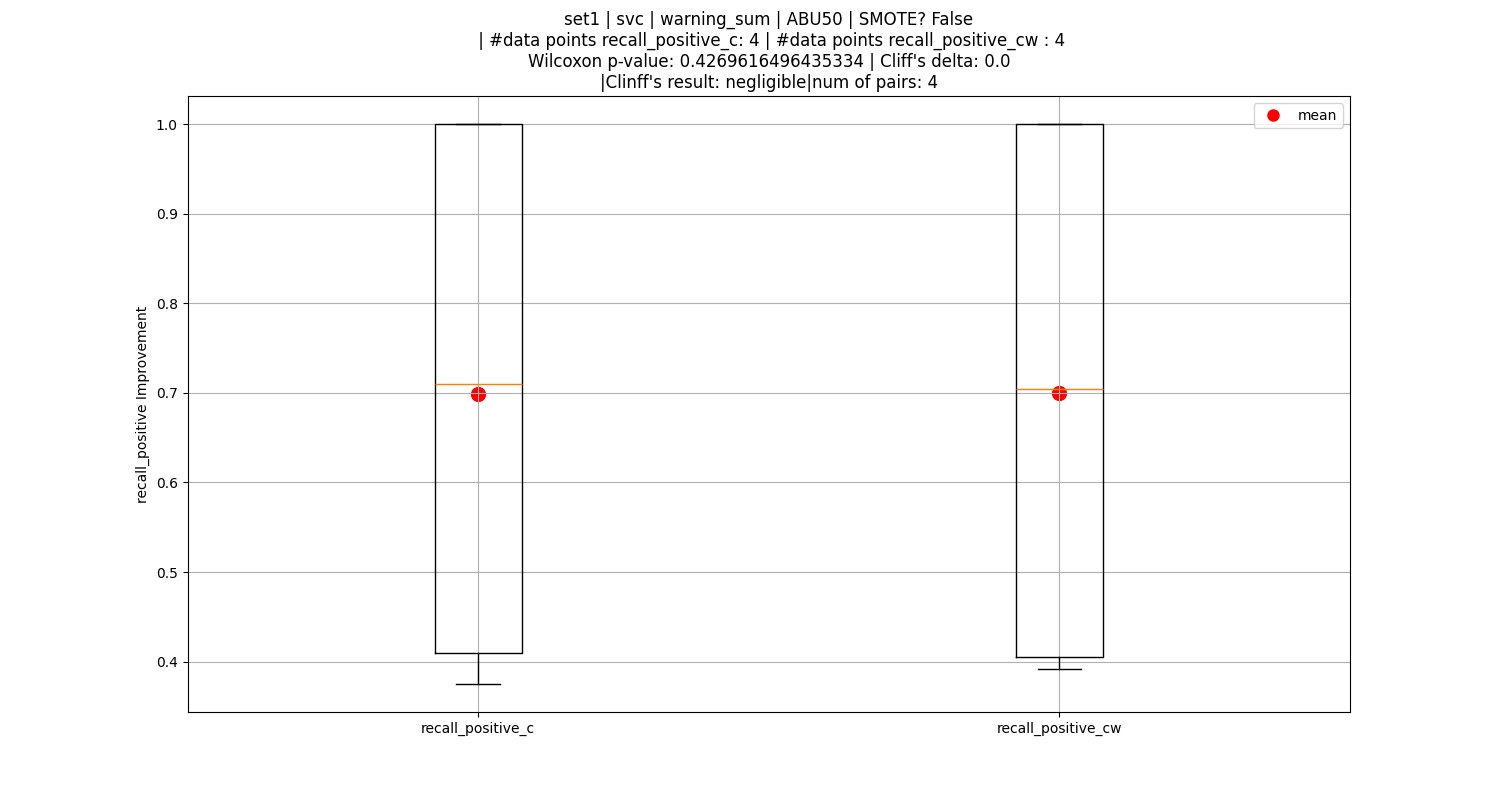 set1 | svc | warning_sum | ABU50 | SMOTE? False
| #data points recall_positive_c: 4 | #data points recall_positive_cw : 4
Wilcoxon p-value: 0.4269616496435334 | Cliff's delta: 0.0
|Clinff's result: negligible|num of pairs: 4
mean
1.0
0.9
0.8
0.7
0.6
0.5
0.4
recall_positive Improvement
recall_positive_c
recall_positive_cw